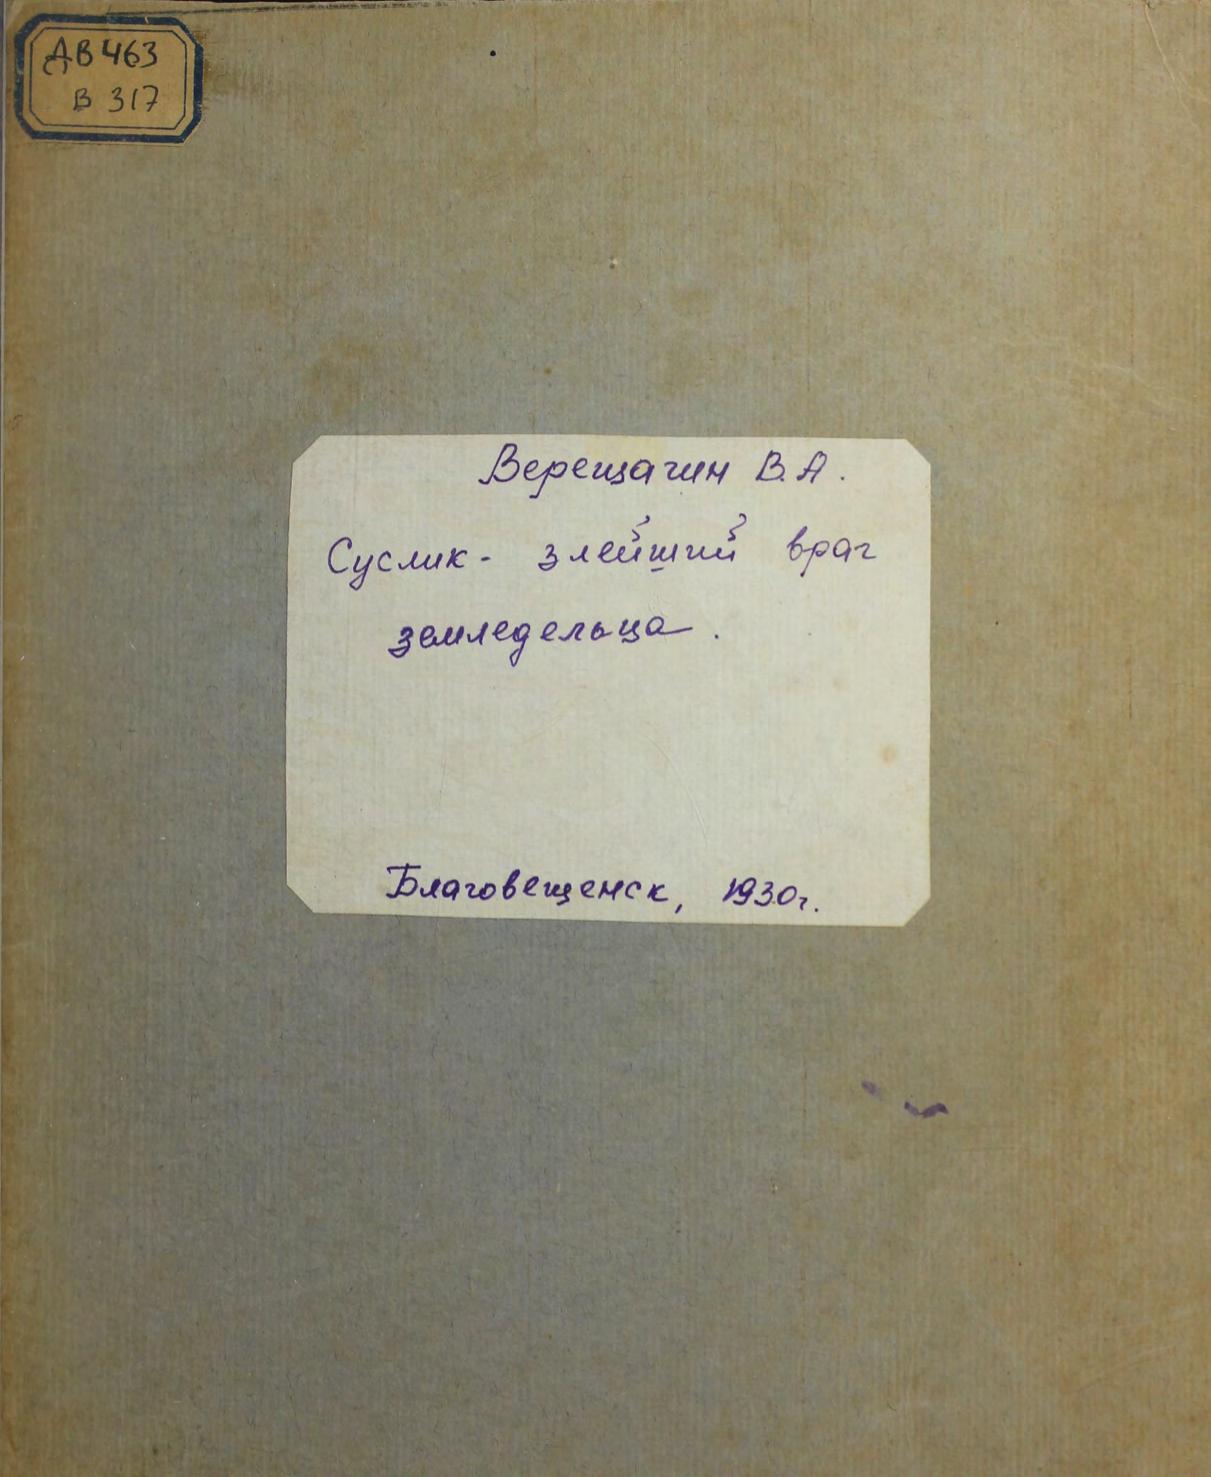 ДВ 463
В 317
Верещагин В.А.
Суслик - злейший враг
земледельца.
Благовещенск, 1930г.